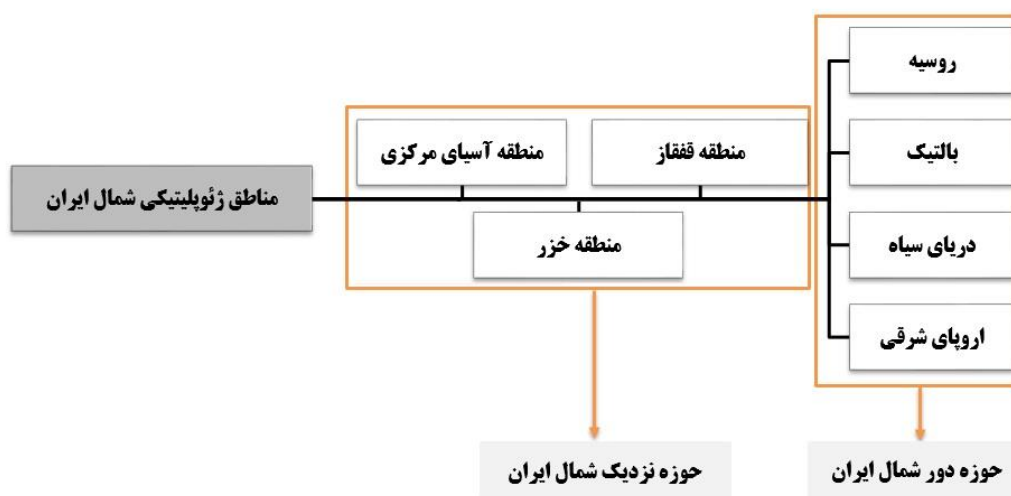 روسیه
منطقه قفقاز
منطقه آسیای مرکزی
بالتیک
مناطق ژئوپلیتیکی شمال ایران
منطقه خزر
دریای سیاه
اروپای شرقی
حوزه دور شمال ایران
حوزه نزدیک شمال ایران